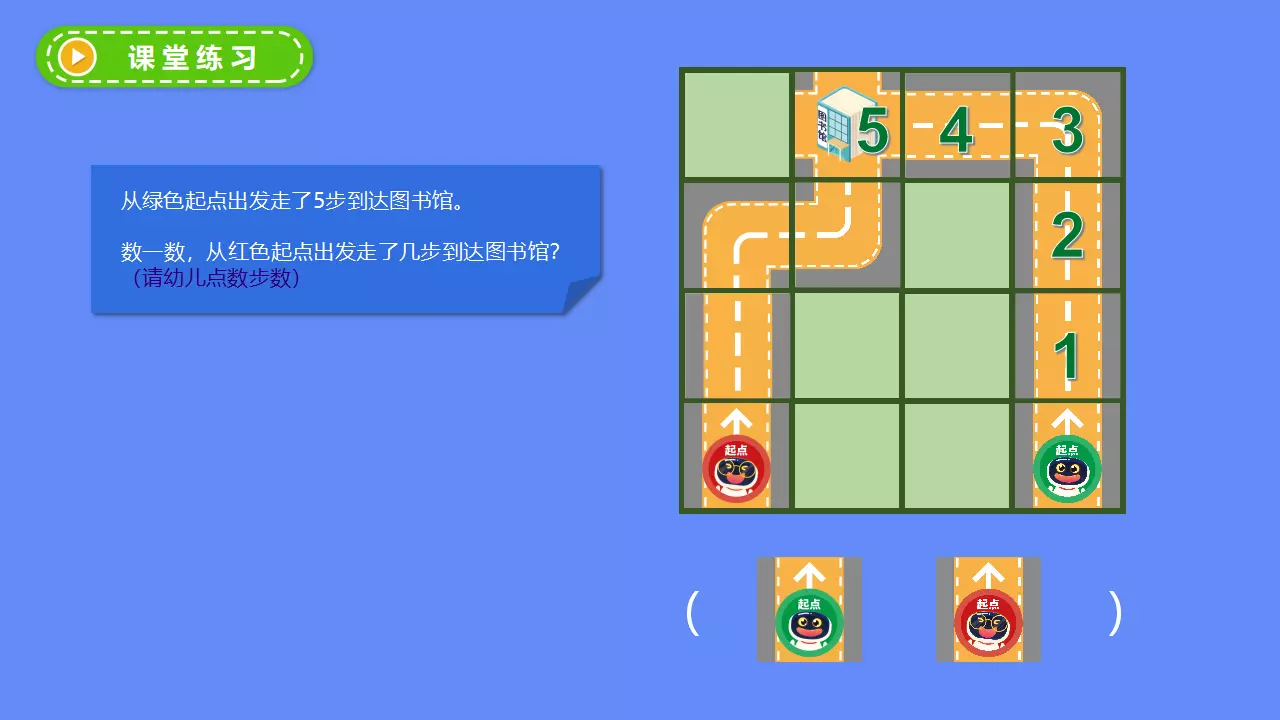 课堂练习
从绿色起点出发走了5步到达图书馆。
数一数，从红色起点出发走了几步到达图书馆？
（请幼儿点数步数）
图书馆
5
4
3
2
1
起点
起点
(
起点
起点
)